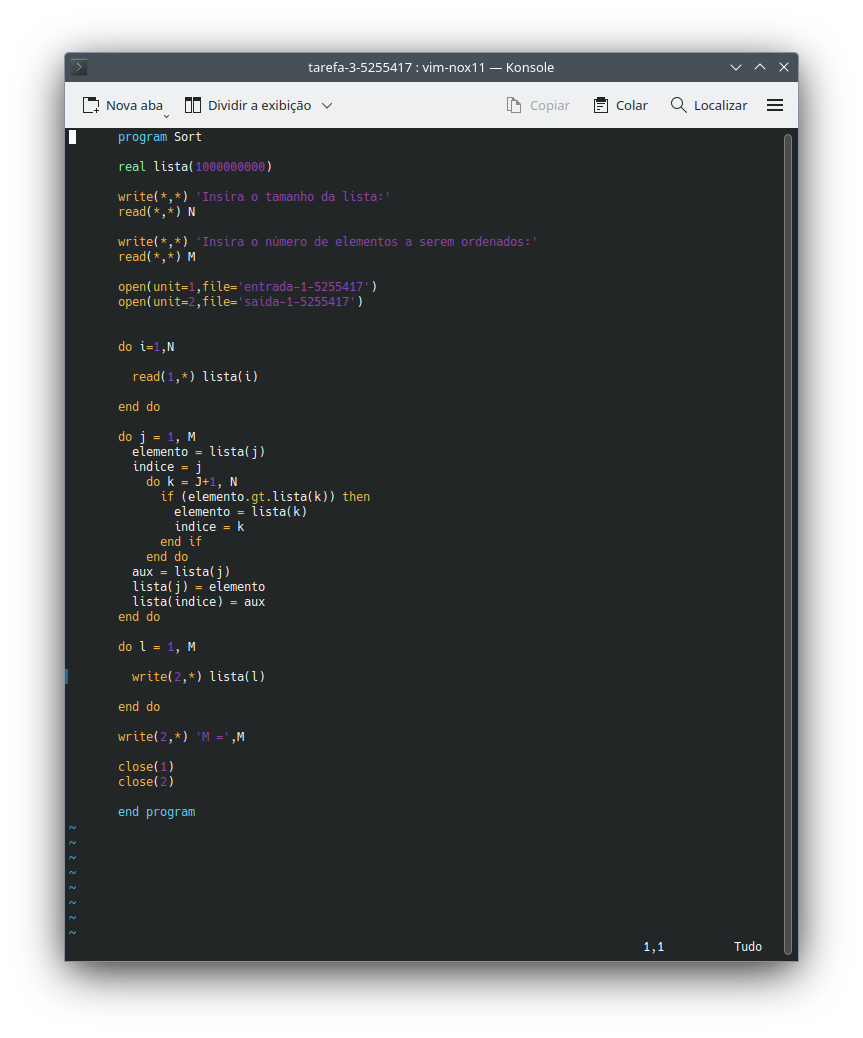 tarefa-3-5255417 : vim-nox11 — Konsole
Nova aba Dividir a exibição Copiar Colar Localizar
program Sort
real lista(1000000000)
write(*,*) 'Insira o tamanho da lista:'
read(*,*) N
write(*,*) 'Insira o número de elementos a serem ordenados:'
read(*,*) M
open(unit=1,file='entrada-1-5255417')
open(unit=2,file='saida-1-5255417')
do i=1,N
read(1,*) lista(i)
end do
do j = 1, M
elemento = lista(j)
indice = j
do k = J+1, N
if (elemento.gt.lista(k)) then
elemento = lista(k)
indice = k
end if
end do
aux = lista(j)
lista(j) = elemento
lista(indice) = aux
end do
do l = 1, M
write(2,*) lista(l)
end do
write(2,*) 'M =',M
close(1)
close(2)
end program
~
~
~
~
~
~
~
~
1,1 Tudo